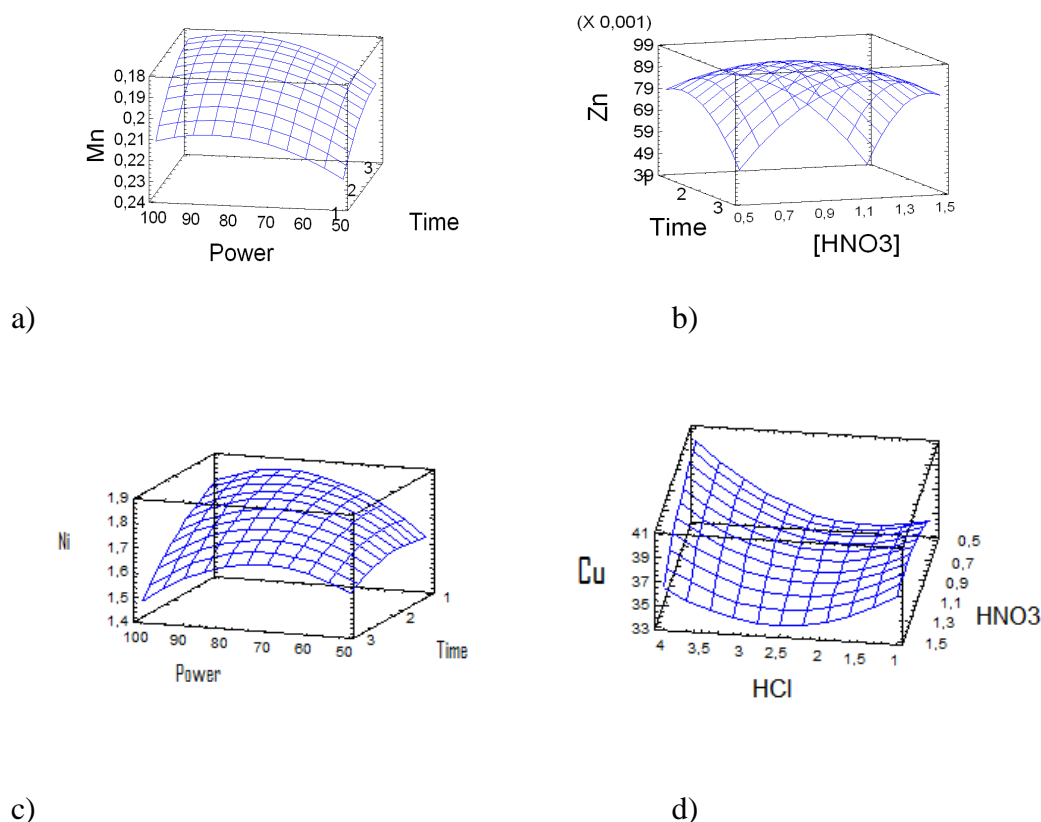 (X 0,001)
Mn
0,18
0,19
0,2
0,21
0,22
0,23
0,24
100 90 80 70 60 50
Power
1 2 3
Time
a)
Zn
99
89
79
69
59
49
39
1 2 3
Time
0,5 0,7 0,9 1,1 1,3 1,5
[HNO3]
b)
Ni
1,9
1,8
1,7
1,6
1,5
1,4
100 90 80 70 60 50
Power
3 2 1
Time
c)
Cu
41
39
37
35
33
4 3,5 3 2,5 2 1,5 1
HCl
0,5
0,7
0,9
1,1
1,3
1,5
HNO3
d)